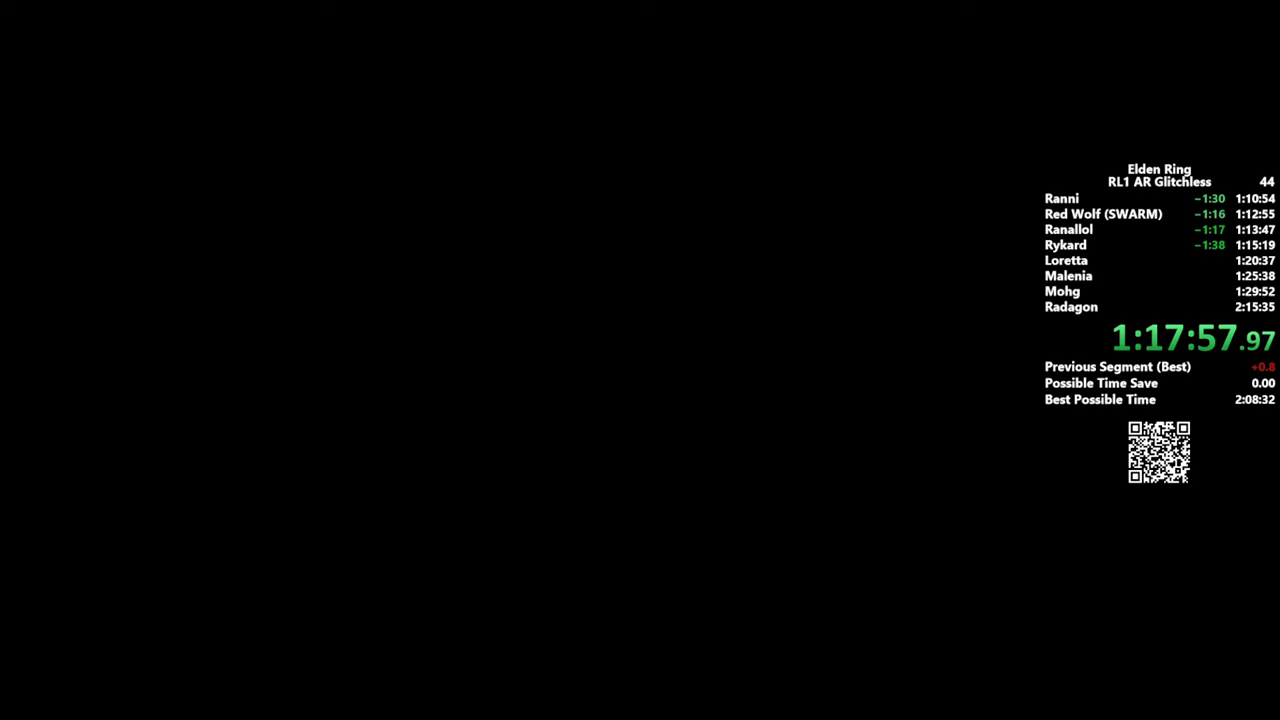 Elden Ring
RL1 AR Glitchless 44
Ranni −1:30 1:10:54
Red Wolf (SWARM) −1:16 1:12:55
Ranallol −1:17 1:13:47
Rykard −1:38 1:15:19
Loretta 1:20:37
Malenia 1:25:38
Mohg 1:29:52
Radagon 2:15:35
1:17:57.97
Previous Segment (Best) +0.8
Possible Time Save 0.00
Best Possible Time 2:08:32